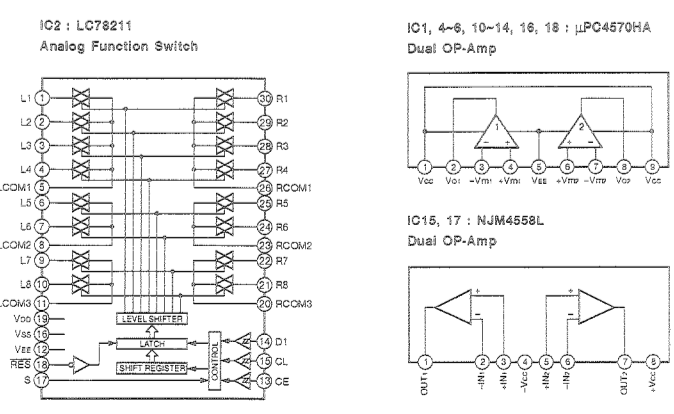 IC2 : LC78211
Analog Function Switch
L1 1
L2 2
L3 3
L4 4
LCOM1 5
L5 6
L6 7
LCOM2 8
L7 9
L8 10
LCOM3 11
VDD 19
VSS 16
VEE 12
RES 18
S 17
30 R1
29 R2
28 R3
27 R4
26 RCOM1
25 R5
24 R6
23 RCOM2
22 R7
21 R8
20 RCOM3
14 D1
15 CL
13 CE
LEVEL SHIFTER
LATCH
SHIFT REGISTER
CONTROL
IC1, 4~6, 10~14, 16, 18 : μPC4570HA
Dual OP-Amp
1 2
− + + −
1 2 3 4 5 6 7 8 9
VCC VO1 −VIN1 +VIN1 VEE +VIN2 −VIN2 VO2 VCC
IC15, 17 : NJM4558L
Dual OP-Amp
+ +
− −
1 2 3 4 5 6 7 8
OUT1 −IN1 +IN1 −VCC +IN2 −IN2 OUT2 +VCC